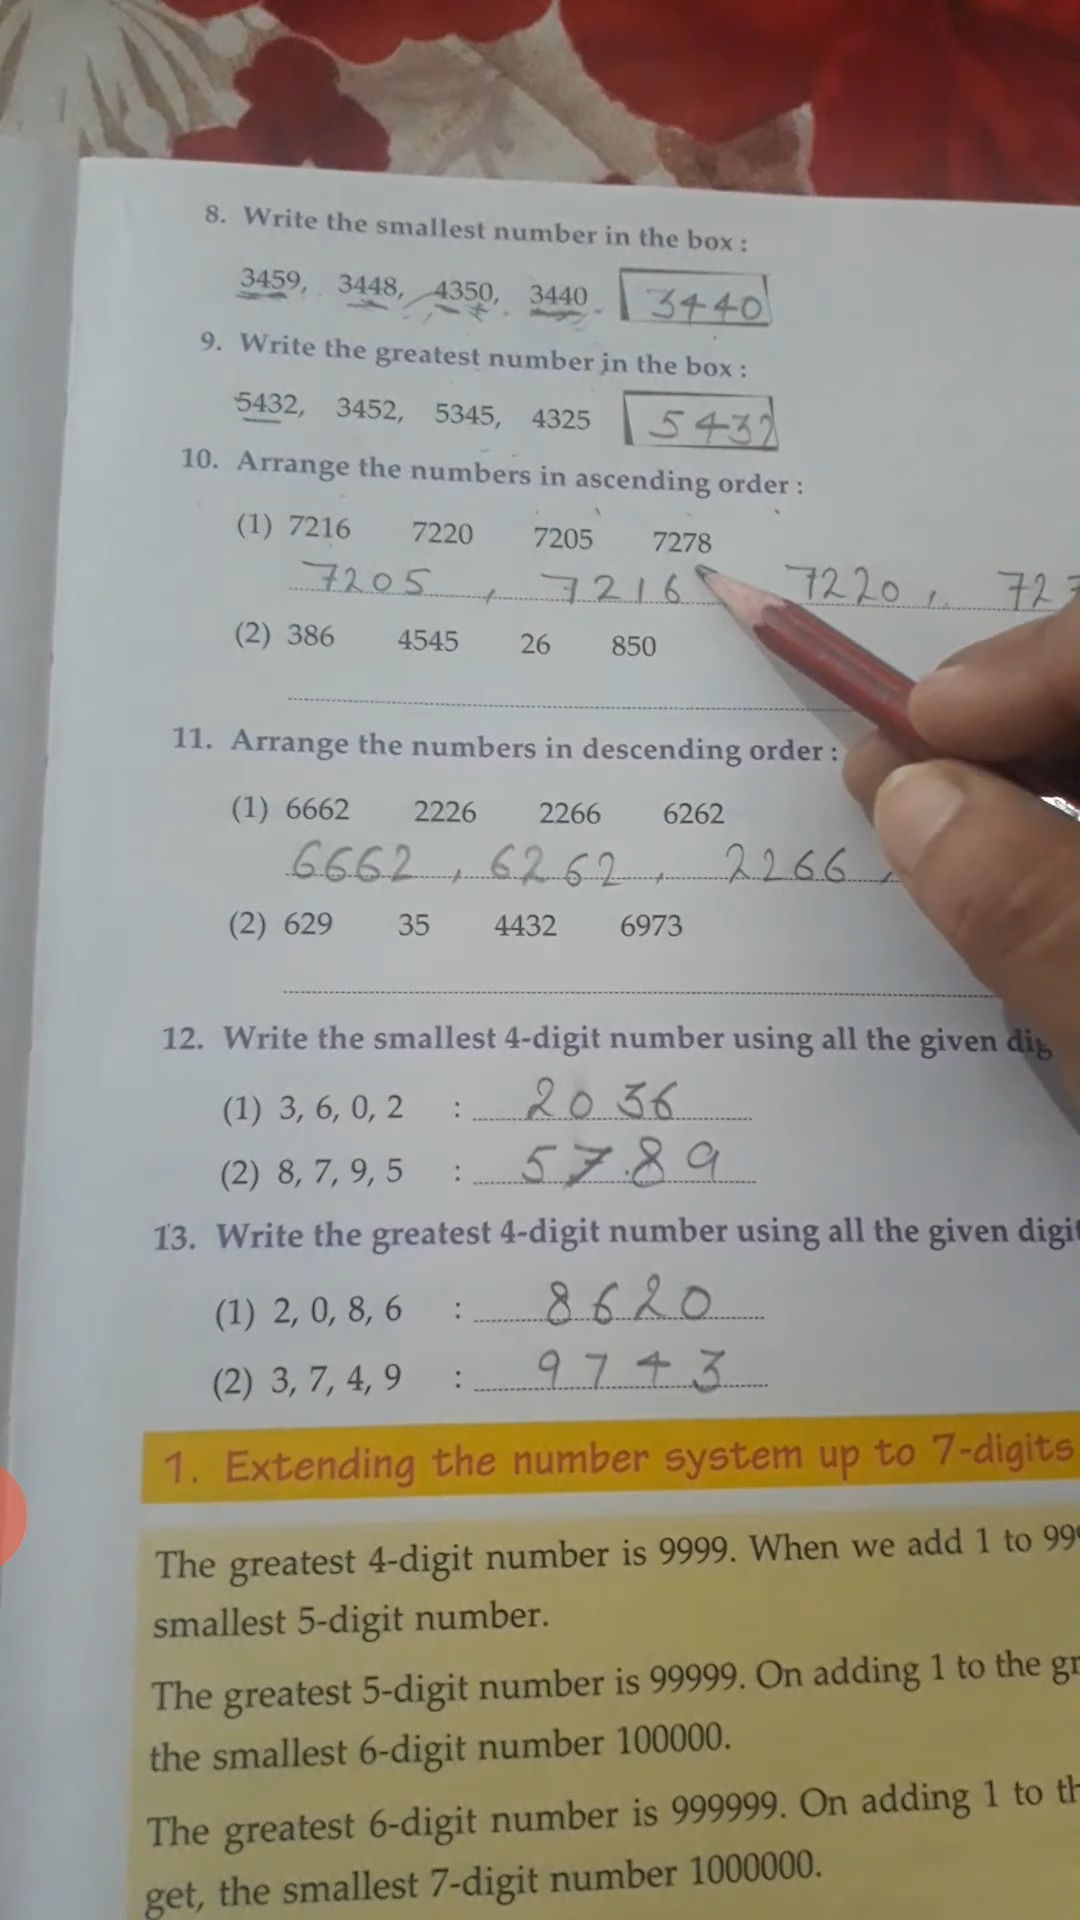 8. Write the smallest number in the box :
3459, 3448, 4350, 3440 3440
9. Write the greatest number in the box :
5432, 3452, 5345, 4325 5432
10. Arrange the numbers in ascending order :
(1) 7216 7220 7205 7278
7205 , 7216 7220 , 727
(2) 386 4545 26 850
11. Arrange the numbers in descending order :
(1) 6662 2226 2266 6262
6662 , 6262 , 2266 ,
(2) 629 35 4432 6973
12. Write the smallest 4-digit number using all the given dig
(1) 3, 6, 0, 2 : 2036
(2) 8, 7, 9, 5 : 5789
13. Write the greatest 4-digit number using all the given digit
(1) 2, 0, 8, 6 : 8620
(2) 3, 7, 4, 9 : 9743
1. Extending the number system up to 7-digits
The greatest 4-digit number is 9999. When we add 1 to 99
smallest 5-digit number.
The greatest 5-digit number is 99999. On adding 1 to the gr
the smallest 6-digit number 100000.
The greatest 6-digit number is 999999. On adding 1 to th
get, the smallest 7-digit number 1000000.